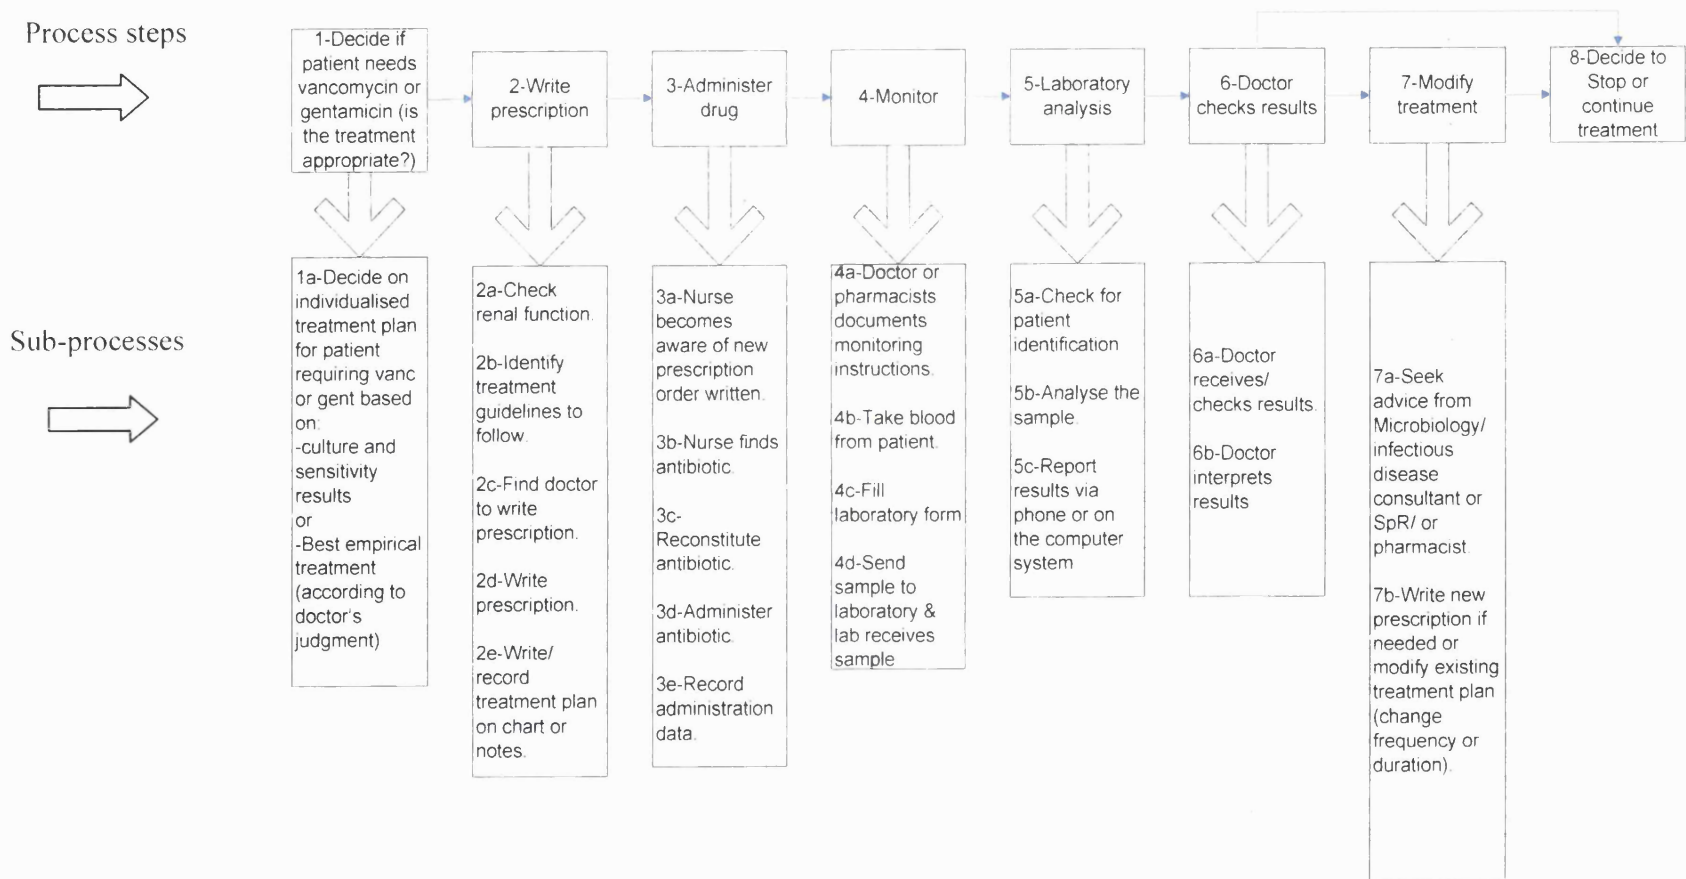 Process steps
1-Decide if
patient needs
vancomycin or
gentamicin (is
the treatment
appropriate?)
2-Write
prescription
3-Administer
drug
4-Monitor
5-Laboratory
analysis
6-Doctor
checks results
7-Modify
treatment
8-Decide to
Stop or
continue
treatment
Sub-processes
1a-Decide on
individualised
treatment plan
for patient
requiring vanc
or gent based
on:
-culture and
sensitivity
results
or
-Best empirical
treatment
(according to
doctor's
judgment)
2a-Check
renal function.
2b-Identify
treatment
guidelines to
follow.
2c-Find doctor
to write
prescription.
2d-Write
prescription.
2e-Write/
record
treatment plan
on chart or
notes.
3a-Nurse
becomes
aware of new
prescription
order written.
3b-Nurse finds
antibiotic.
3c-
Reconstitute
antibiotic.
3d-Administer
antibiotic.
3e-Record
administration
data.
4a-Doctor or
pharmacists
documents
monitoring
instructions.
4b-Take blood
from patient.
4c-Fill
laboratory form
4d-Send
sample to
laboratory &
lab receives
sample
5a-Check for
patient
identification
5b-Analyse the
sample.
5c-Report
results via
phone or on
the computer
system
6a-Doctor
receives/
checks results.
6b-Doctor
interprets
results
7a-Seek
advice from
Microbiology/
infectious
disease
consultant or
SpR/ or
pharmacist.
7b-Write new
prescription if
needed or
modify existing
treatment plan
(change
frequency or
duration).